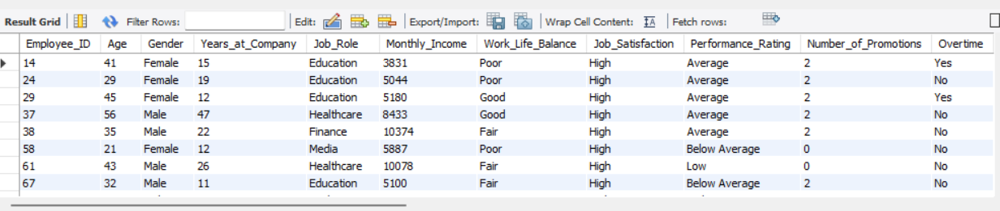 Result Grid Filter Rows: Edit: Export/Import: Wrap Cell Content: IA Fetch rows:
Employee_ID Age Gender Years_at_Company Job_Role Monthly_Income Work_Life_Balance Job_Satisfaction Performance_Rating Number_of_Promotions Overtime
14 41 Female 15 Education 3831 Poor High Average 2 Yes
24 29 Female 19 Education 5044 Poor High Average 2 No
29 45 Female 12 Education 5180 Good High Average 2 Yes
37 56 Male 47 Healthcare 8433 Good High Average 2 No
38 35 Male 22 Finance 10374 Fair High Average 2 No
58 21 Female 12 Media 5887 Poor High Below Average 0 No
61 43 Male 26 Healthcare 10078 Fair High Low 0 No
67 32 Male 11 Education 5100 Fair High Below Average 2 No